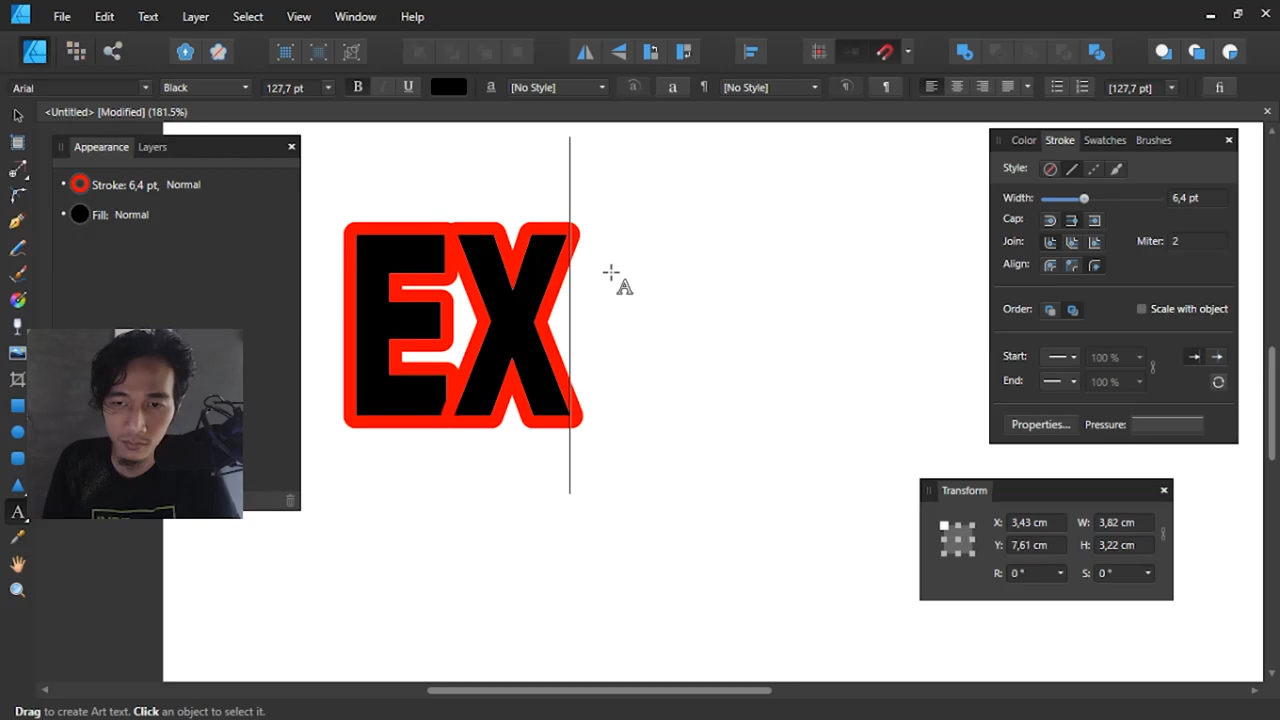 File Edit Text Layer Select View Window Help
Arial Black 127,7 pt B I U a [No Style] a a ¶ [No Style] ¶ ¶ [127,7 pt] fi
<Untitled> [Modified] (181.5%)
Appearance Layers
Stroke: 6,4 pt, Normal
Fill: Normal
EX
A
Color Stroke Swatches Brushes
Style:
Width: 6,4 pt
Cap:
Join: Miter: 2
Align:
Order: Scale with object
Start: 100 %
End: 100 %
Properties... Pressure:
Transform
X: 3,43 cm W: 3,82 cm
Y: 7,61 cm H: 3,22 cm
R: 0 ° S: 0 °
A
Drag to create Art text. Click an object to select it.